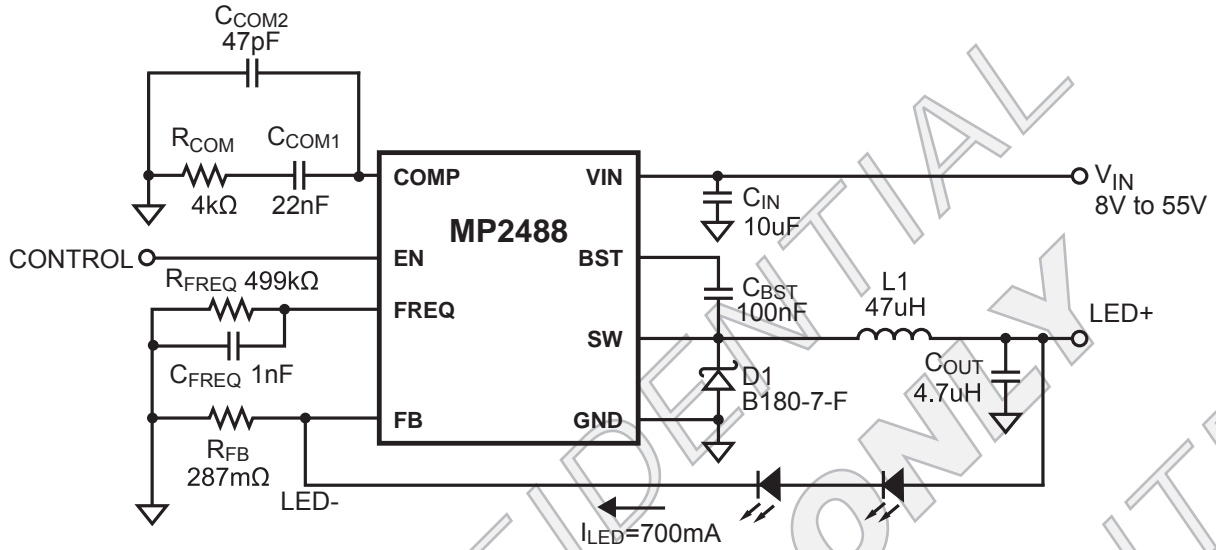 CCOM2
47pF
RCOM
CCOM1
4kΩ
22nF
COMP
VIN
MP2488
CIN
10uF
VIN
8V to 55V
CONTROL
EN
BST
RFREQ 499kΩ
FREQ
CBST
100nF
L1
47uH
LED+
SW
CFREQ 1nF
D1
B180-7-F
COUT
4.7uH
FB
GND
RFB
287mΩ
LED-
ILED=700mA
IDENTIAL
ONLY